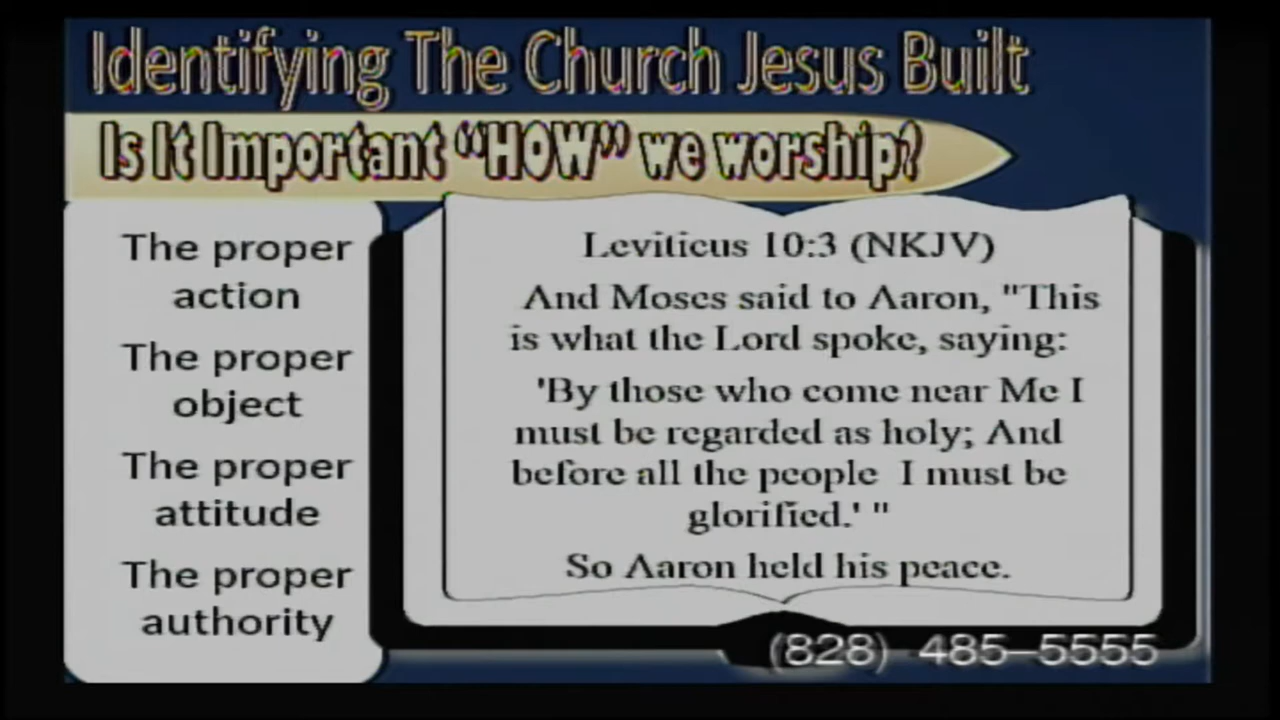 Identifying The Church Jesus Built
Is It Important “HOW” we worship?
The proper
action
The proper
object
The proper
attitude
The proper
authority
Leviticus 10:3 (NKJV)
And Moses said to Aaron, "This
is what the Lord spoke, saying:
'By those who come near Me I
must be regarded as holy; And
before all the people I must be
glorified.' "
So Aaron held his peace.
(828) 485–5555